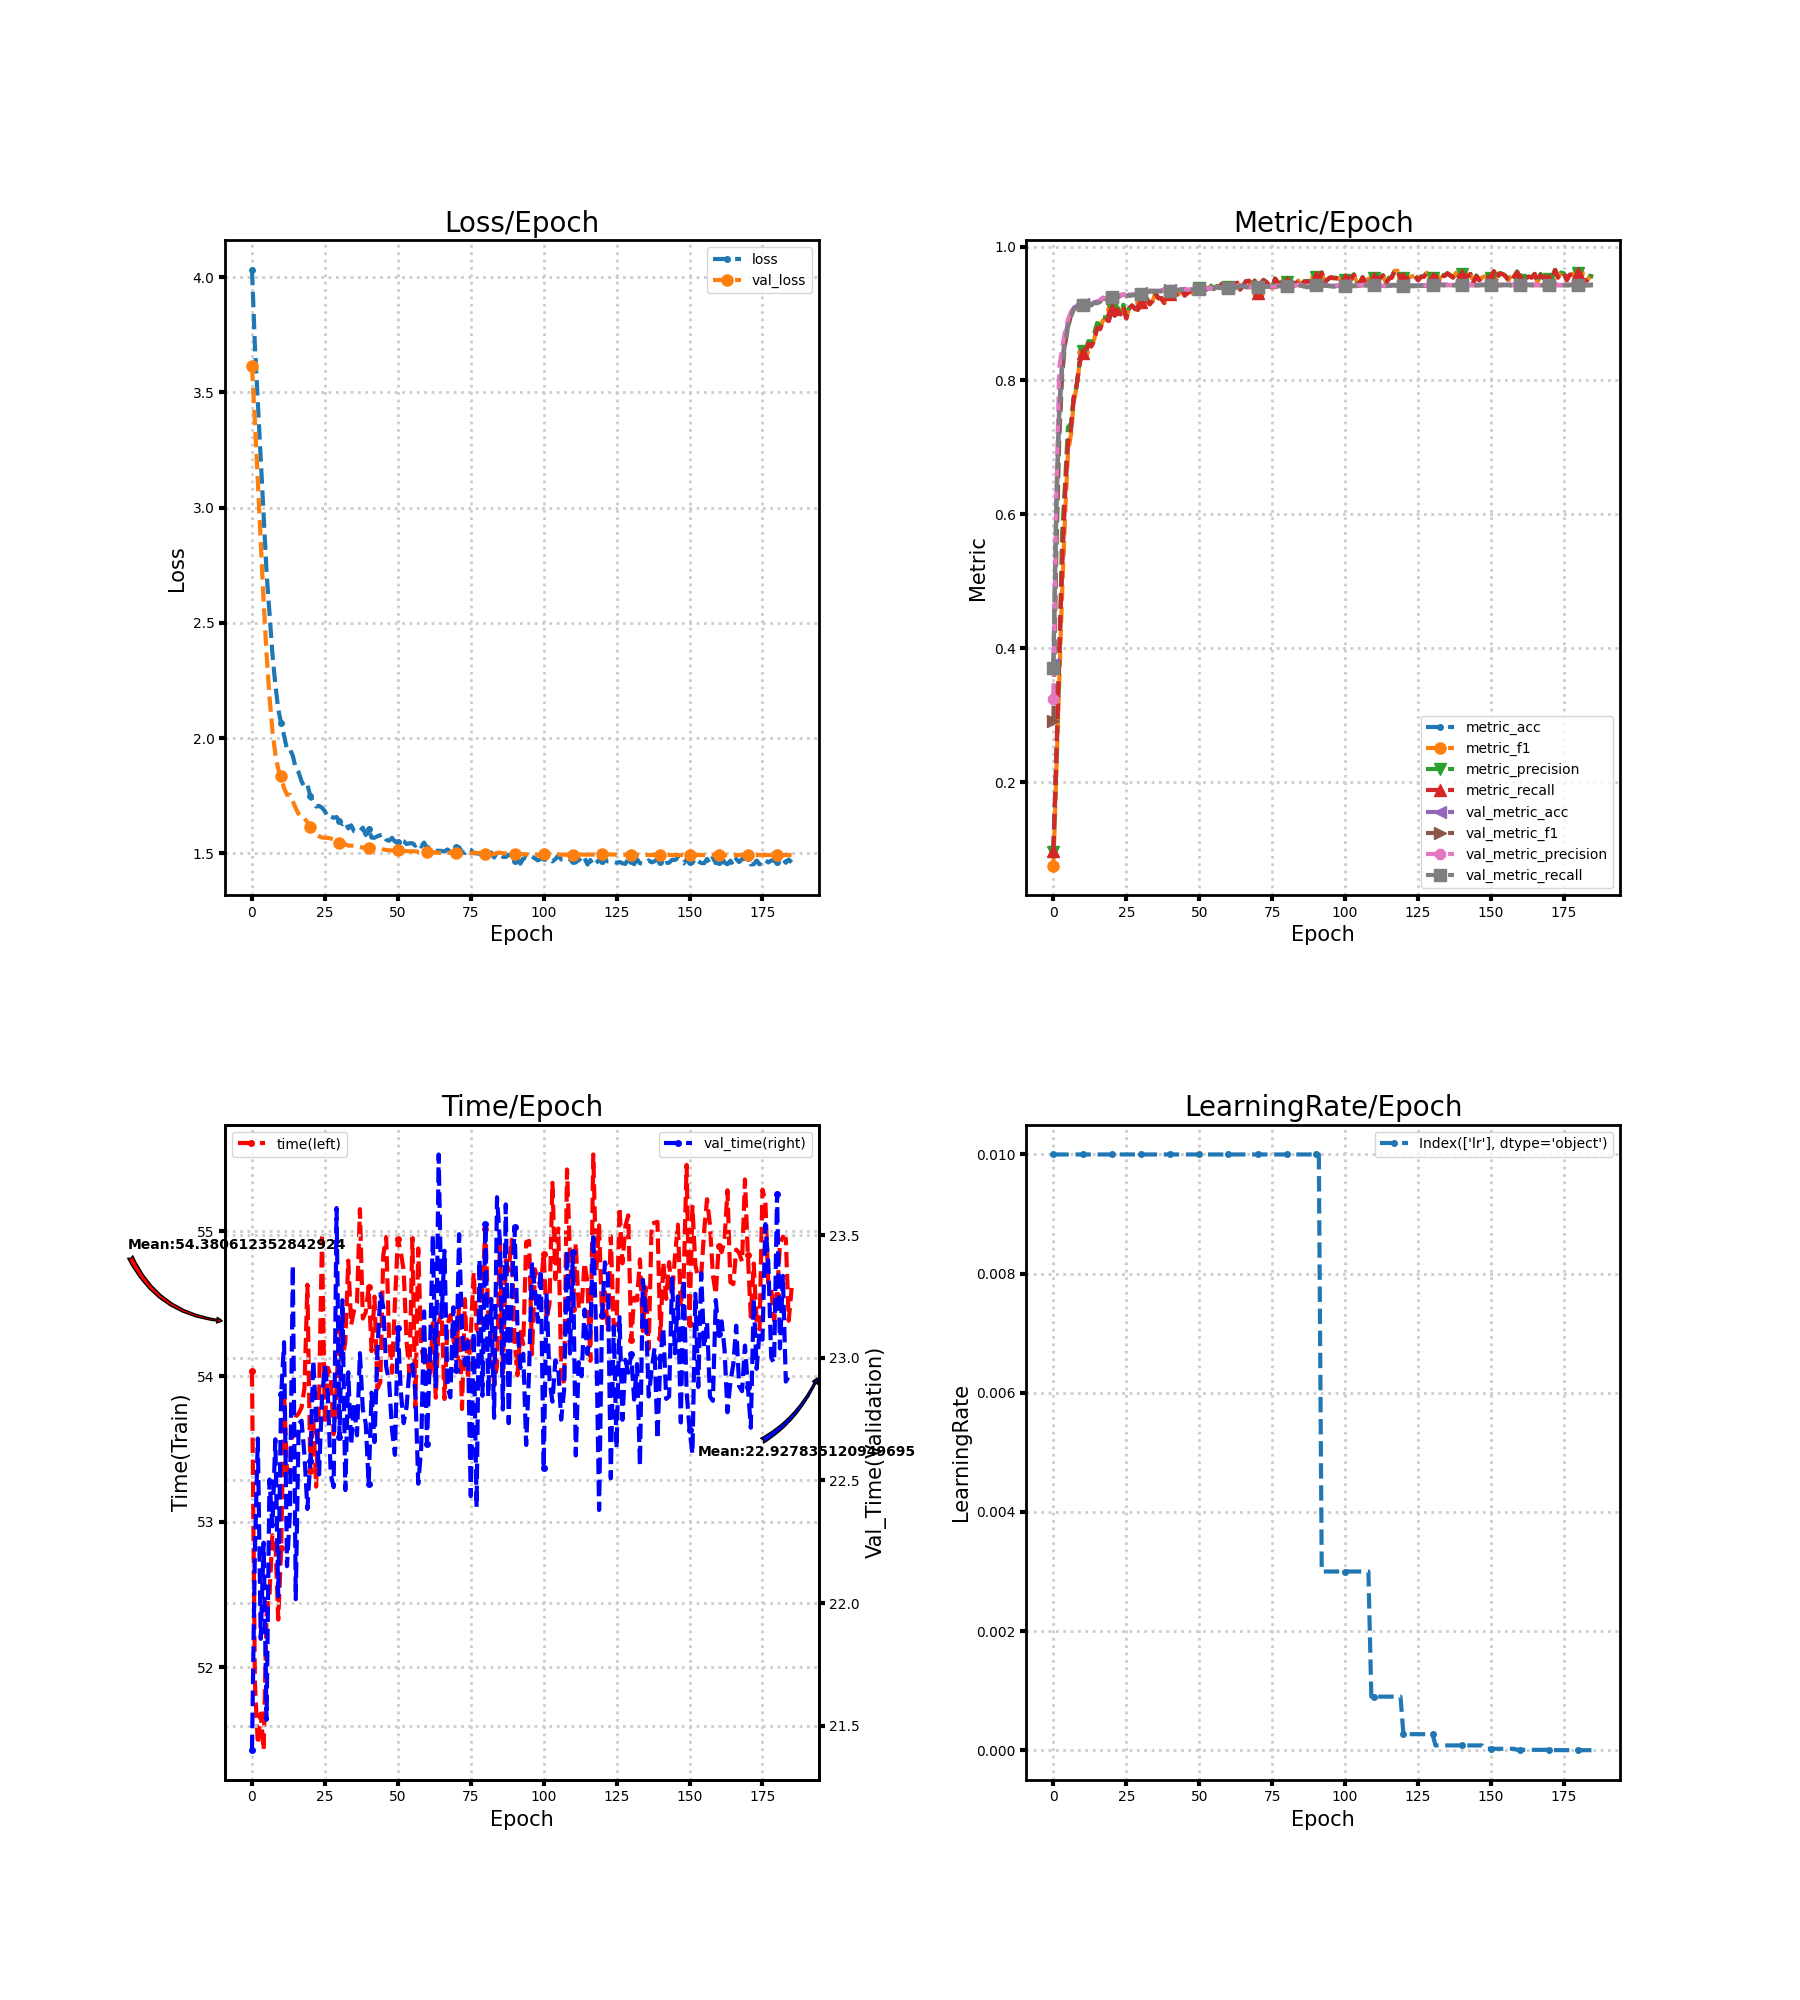 Loss/Epoch
loss
val_loss
4.0
3.5
3.0
2.5
2.0
1.5
Loss
0 25 50 75 100 125 150 175
Epoch
Metric/Epoch
1.0
0.8
0.6
0.4
0.2
Metric
metric_acc
metric_f1
metric_precision
metric_recall
val_metric_acc
val_metric_f1
val_metric_precision
val_metric_recall
0 25 50 75 100 125 150 175
Epoch
Time/Epoch
time(left)
val_time(right)
55
54
53
52
Time(Train)
Mean:54.380612352842924
23.5
23.0
22.5
22.0
21.5
Val_Time(Validation)
Mean:22.927835120949695
0 25 50 75 100 125 150 175
Epoch
LearningRate/Epoch
Index(['lr'], dtype='object')
0.010
0.008
0.006
0.004
0.002
0.000
LearningRate
0 25 50 75 100 125 150 175
Epoch